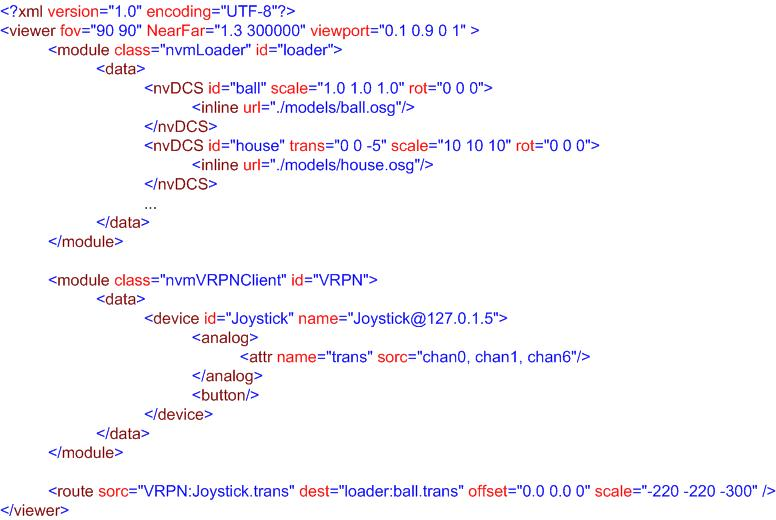 <?xml version="1.0" encoding="UTF-8"?>
<viewer fov="90 90" NearFar="1.3 300000" viewport="0.1 0.9 0 1" >
<module class="nvmLoader" id="loader">
<data>
<nvDCS id="ball" scale="1.0 1.0 1.0" rot="0 0 0">
<inline url="./models/ball.osg"/>
</nvDCS>
<nvDCS id="house" trans="0 0 -5" scale="10 10 10" rot="0 0 0">
<inline url="./models/house.osg"/>
</nvDCS>
...
</data>
</module>
<module class="nvmVRPNClient" id="VRPN">
<data>
<device id="Joystick" name="Joystick@127.0.1.5">
<analog>
<attr name="trans" sorc="chan0, chan1, chan6"/>
</analog>
<button/>
</device>
</data>
</module>
<route sorc="VRPN:Joystick.trans" dest="loader:ball.trans" offset="0.0 0.0 0" scale="-220 -220 -300" />
</viewer>